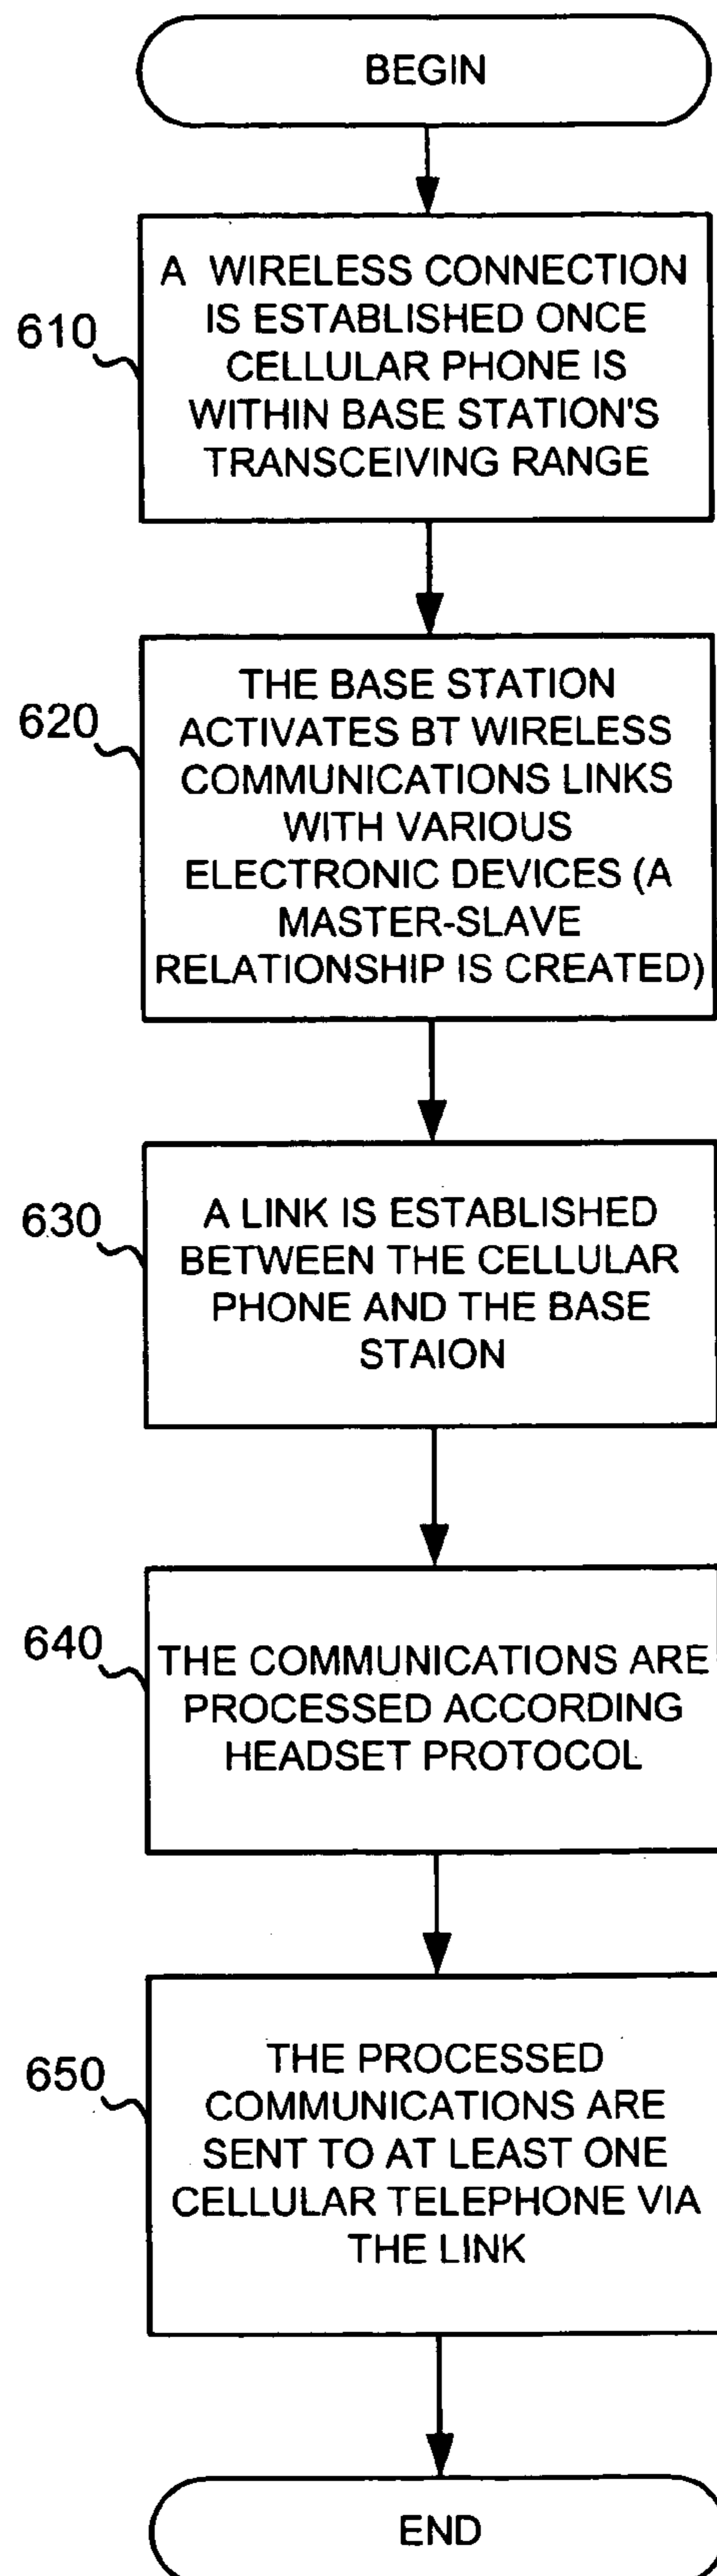 BEGIN
610
A WIRELESS CONNECTION
IS ESTABLISHED ONCE
CELLULAR PHONE IS
WITHIN BASE STATION'S
TRANSCEIVING RANGE
620
THE BASE STATION
ACTIVATES BT WIRELESS
COMMUNICATIONS LINKS
WITH VARIOUS
ELECTRONIC DEVICES (A
MASTER-SLAVE
RELATIONSHIP IS CREATED)
630
A LINK IS ESTABLISHED
BETWEEN THE CELLULAR
PHONE AND THE BASE
STAION
640
THE COMMUNICATIONS ARE
PROCESSED ACCORDING
HEADSET PROTOCOL
650
THE PROCESSED
COMMUNICATIONS ARE
SENT TO AT LEAST ONE
CELLULAR TELEPHONE VIA
THE LINK
END